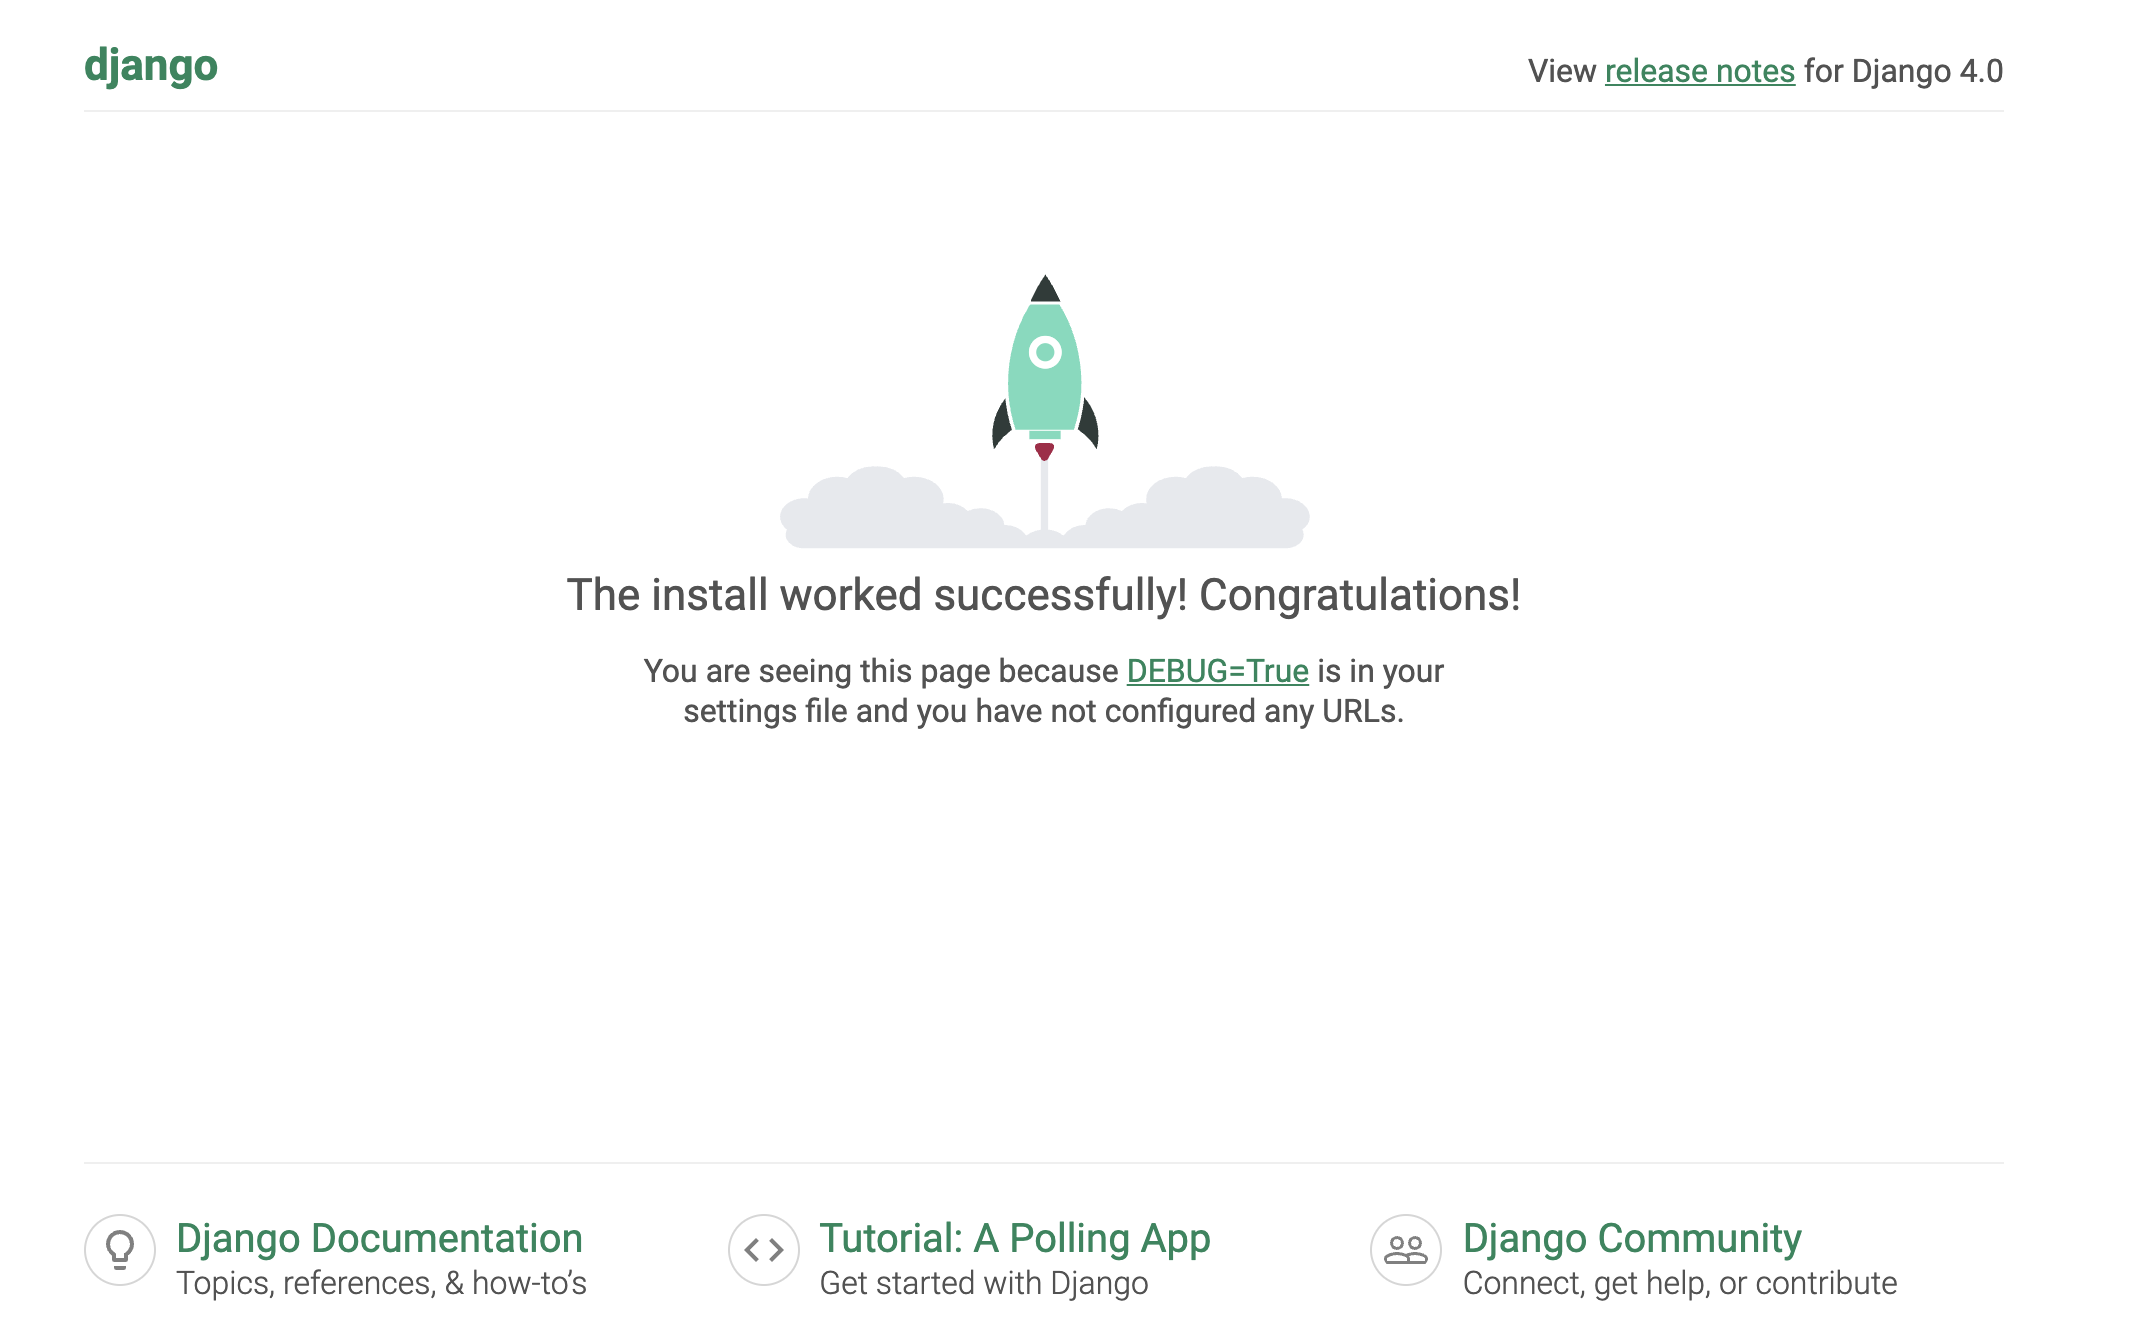 django
View release notes for Django 4.0
The install worked successfully! Congratulations!
You are seeing this page because DEBUG=True is in your
settings file and you have not configured any URLs.
Django Documentation
Topics, references, & how-to’s
Tutorial: A Polling App
Get started with Django
Django Community
Connect, get help, or contribute